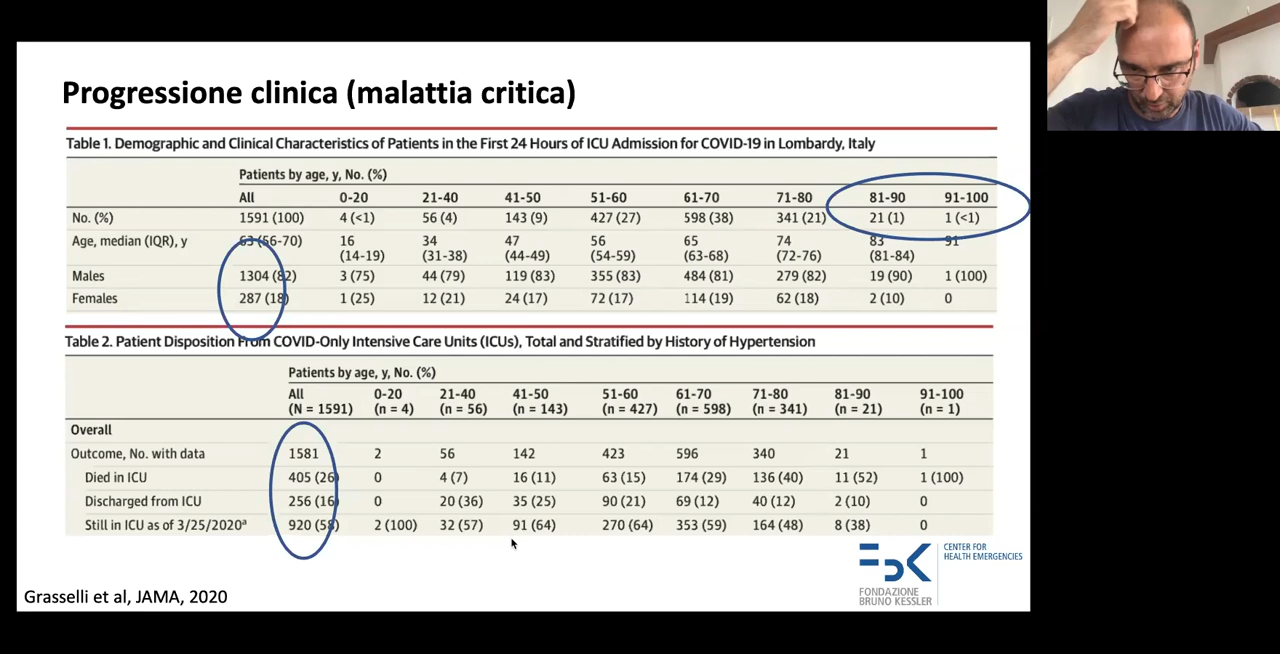 Progressione clinica (malattia critica)
Table 1. Demographic and Clinical Characteristics of Patients in the First 24 Hours of ICU Admission for COVID-19 in Lombardy, Italy
Patients by age, y, No. (%)
All 0-20 21-40 41-50 51-60 61-70 71-80 81-90 91-100
No. (%) 1591 (100) 4 (<1) 56 (4) 143 (9) 427 (27) 598 (38) 341 (21) 21 (1) 1 (<1)
Age, median (IQR), y 63 (56-70) 16 34 47 56 65 74 83 91
(14-19) (31-38) (44-49) (54-59) (63-68) (72-76) (81-84)
Males 1304 (82) 3 (75) 44 (79) 119 (83) 355 (83) 484 (81) 279 (82) 19 (90) 1 (100)
Females 287 (18) 1 (25) 12 (21) 24 (17) 72 (17) 114 (19) 62 (18) 2 (10) 0
Table 2. Patient Disposition From COVID-Only Intensive Care Units (ICUs), Total and Stratified by History of Hypertension
Patients by age, y, No. (%)
All 0-20 21-40 41-50 51-60 61-70 71-80 81-90 91-100
(N = 1591) (n = 4) (n = 56) (n = 143) (n = 427) (n = 598) (n = 341) (n = 21) (n = 1)
Overall
Outcome, No. with data 1581 2 56 142 423 596 340 21 1
Died in ICU 405 (26) 0 4 (7) 16 (11) 63 (15) 174 (29) 136 (40) 11 (52) 1 (100)
Discharged from ICU 256 (16) 0 20 (36) 35 (25) 90 (21) 69 (12) 40 (12) 2 (10) 0
Still in ICU as of 3/25/2020ª 920 (58) 2 (100) 32 (57) 91 (64) 270 (64) 353 (59) 164 (48) 8 (38) 0
FBK
FONDAZIONE
BRUNO KESSLER
CENTER FOR
HEALTH EMERGENCIES
Grasselli et al, JAMA, 2020